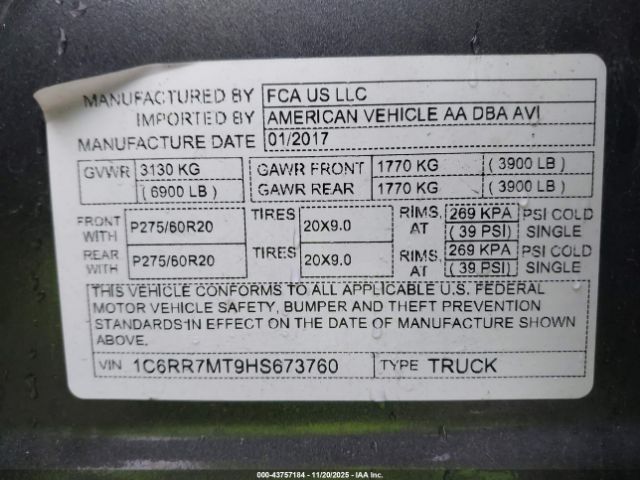 MANUFACTURED BY FCA US LLC
IMPORTED BY AMERICAN VEHICLE AA DBA AVI
MANUFACTURE DATE 01/2017
GVWR 3130 KG GAWR FRONT 1770 KG ( 3900 LB )
( 6900 LB ) GAWR REAR 1770 KG ( 3900 LB )
FRONT WITH P275/60R20 TIRES 20X9.0 RIMS, AT 269 KPA ( 39 PSI) PSI COLD SINGLE
REAR WITH P275/60R20 TIRES 20X9.0 RIMS. AT 269 KPA ( 39 PSI) PSI COLD SINGLE
THIS VEHICLE CONFORMS TO ALL APPLICABLE U.S. FEDERAL
MOTOR VEHICLE SAFETY, BUMPER AND THEFT PREVENTION
STANDARDS IN EFFECT ON THE DATE OF MANUFACTURE SHOWN
ABOVE.
VIN 1C6RR7MT9HS673760 TYPE TRUCK
000-43757184 - 11/20/2025 - IAA Inc.